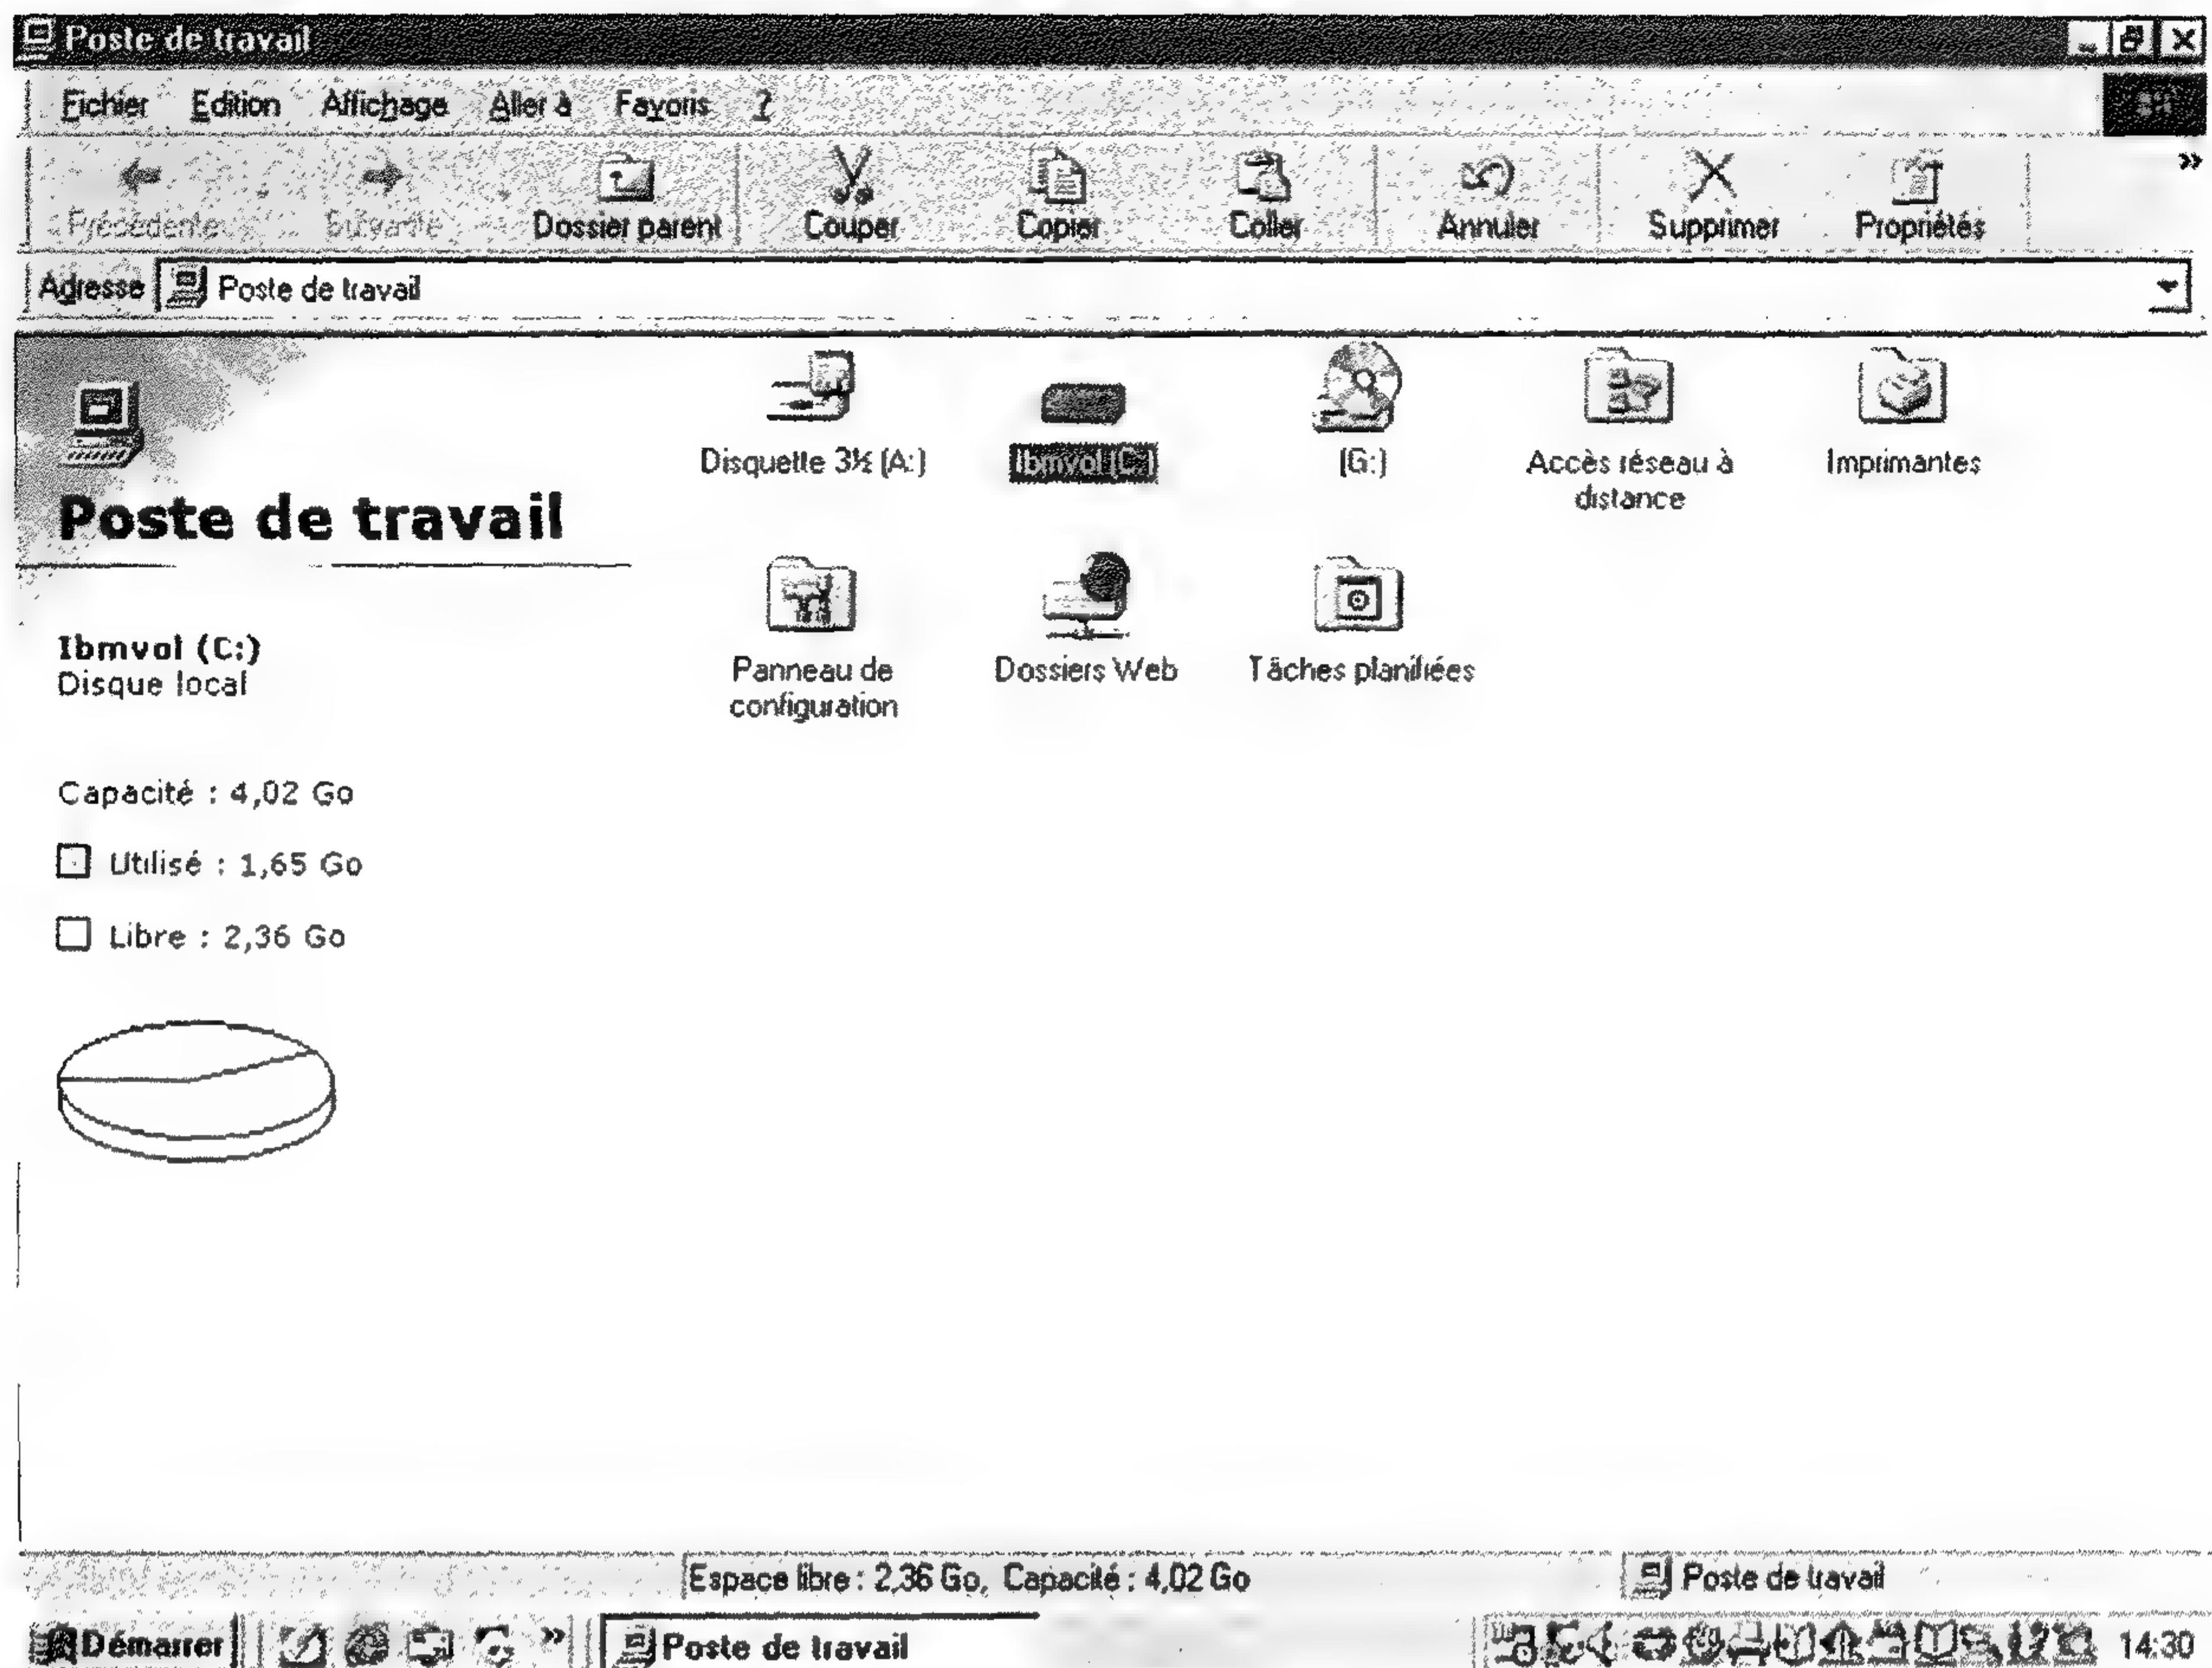 Poste de travail
Fichier Edition Affichage Aller à Favoris ?
Précédente Suivante Dossier parent Couper Copier Coller Annuler Supprimer Propriétés »
Adresse Poste de travail
Disquette 3½ (A:) Ibmvol (C:) (G:) Accès réseau à distance Imprimantes
Poste de travail
Panneau de configuration Dossiers Web Tâches planifiées
Ibmvol (C:)
Disque local
Capacité : 4,02 Go
Utilisé : 1,65 Go
Libre : 2,36 Go
Espace libre : 2,36 Go, Capacité : 4,02 Go Poste de travail
Démarrer » Poste de travail 14:30